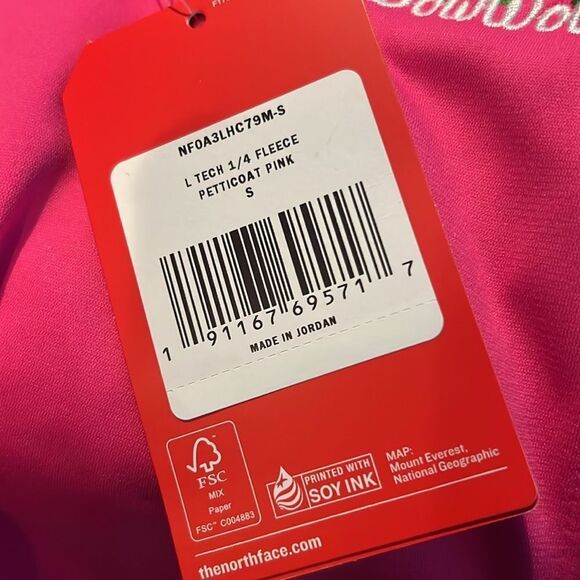 NF0A3LHC79M-S
L TECH 1/4 FLEECE
PETTICOAT PINK
S
1 91167 69571 7
MADE IN JORDAN
FSC
MIX
Paper
FSC™ C004883
PRINTED WITH
SOY INK
MAP:
Mount Everest,
National Geographic
thenorthface.com